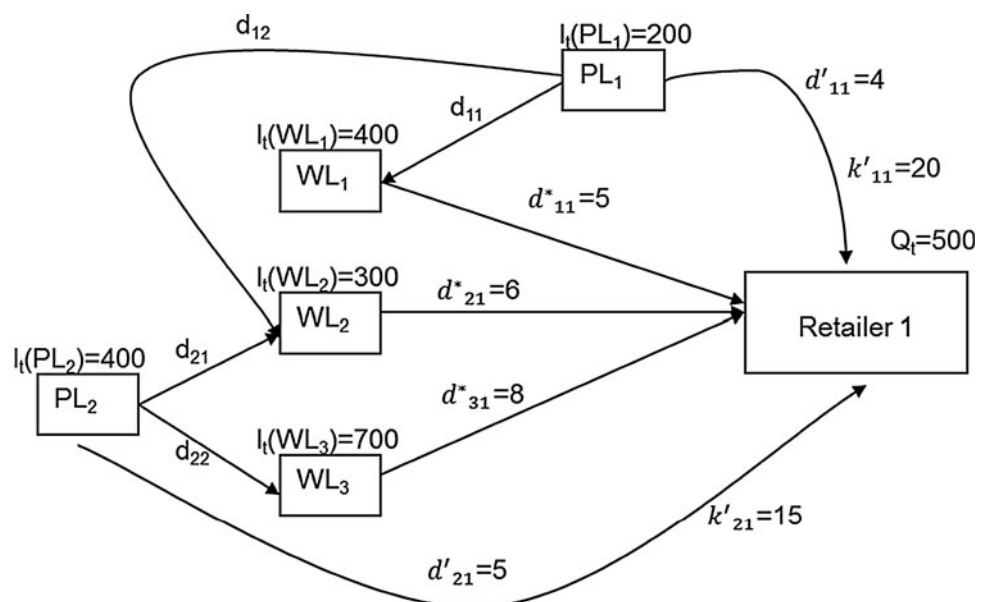 d₁₂
Iₜ(PL₁)=200
PL₁
d'₁₁=4
d₁₁
Iₜ(WL₁)=400
WL₁
k'₁₁=20
d*₁₁=5
Qₜ=500
Iₜ(WL₂)=300
WL₂
d*₂₁=6
Retailer 1
Iₜ(PL₂)=400
PL₂
d₂₁
d*₃₁=8
d₂₂
Iₜ(WL₃)=700
WL₃
k'₂₁=15
d'₂₁=5